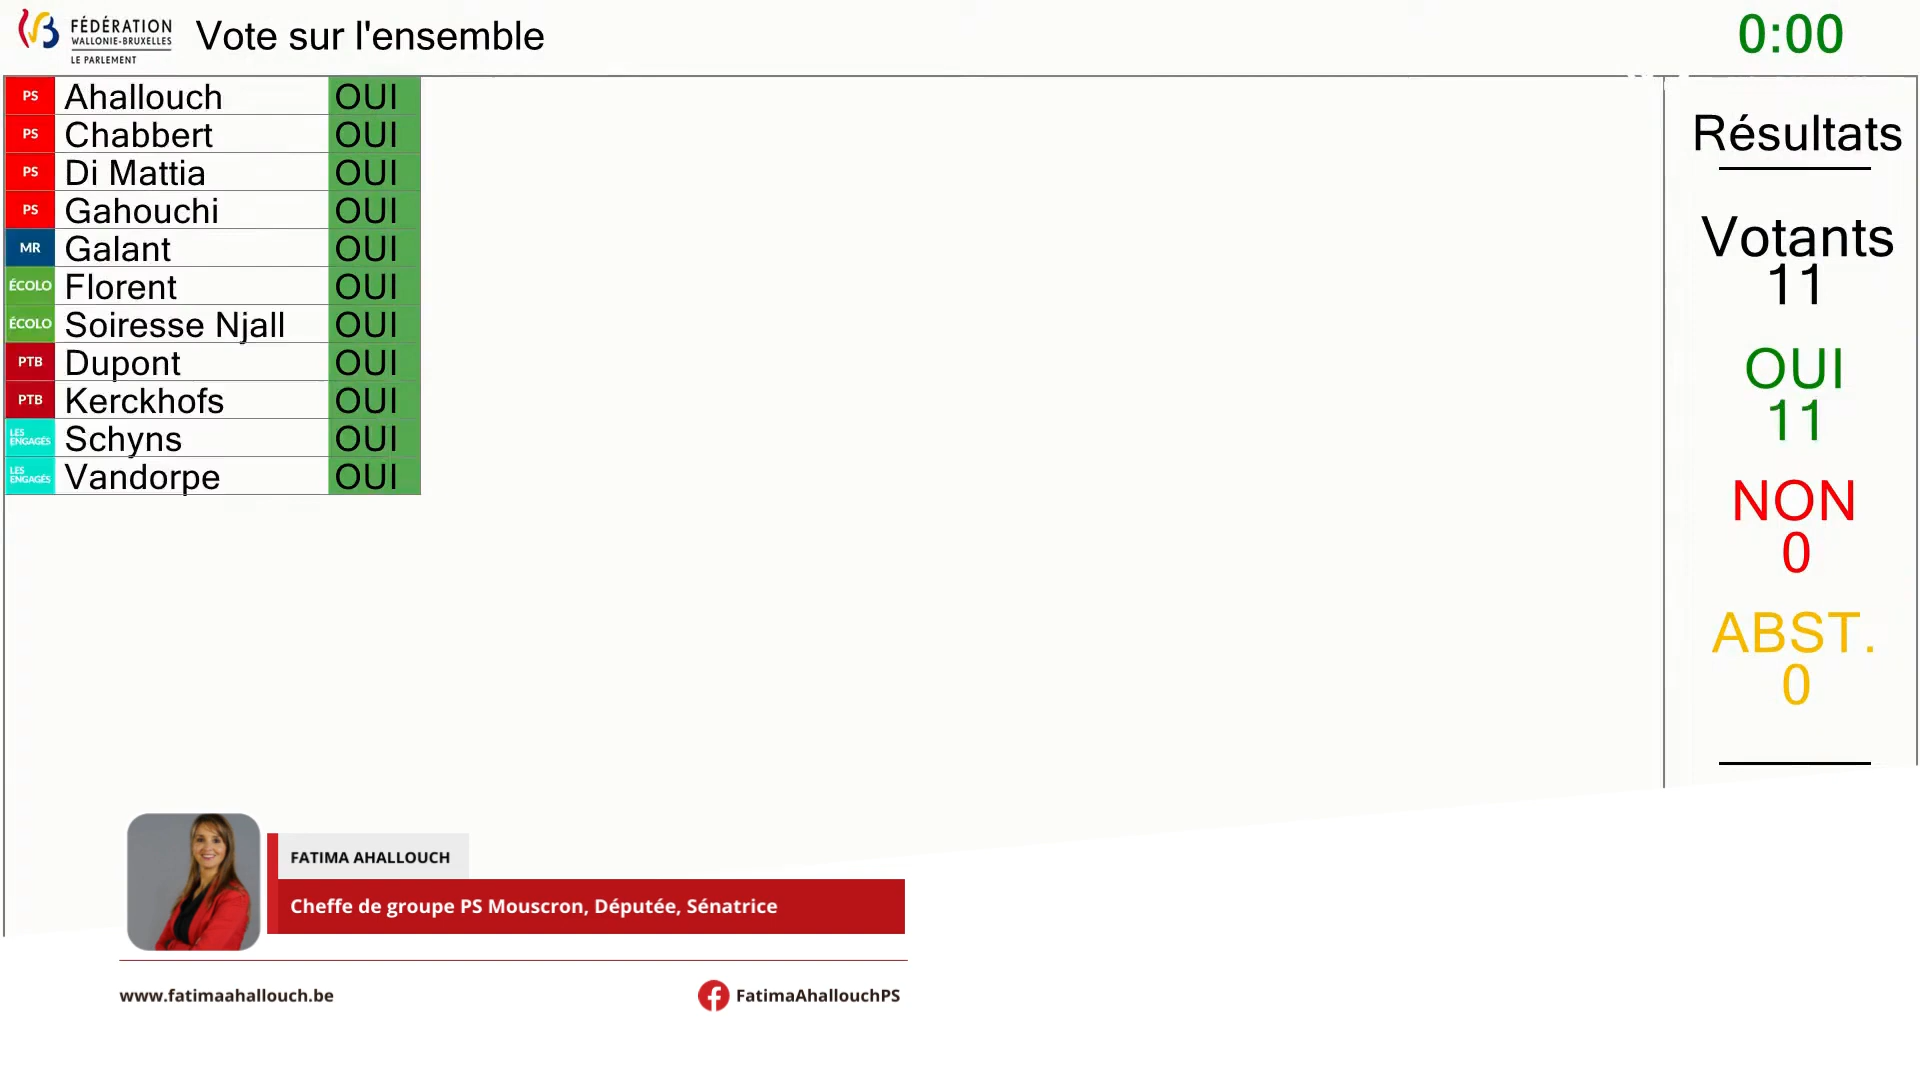 FÉDÉRATION
WALLONIE-BRUXELLES
LE PARLEMENT
Vote sur l'ensemble
0:00
PS Ahallouch OUI
PS Chabbert OUI
PS Di Mattia OUI
PS Gahouchi OUI
MR Galant OUI
ÉCOLO Florent OUI
ÉCOLO Soiresse Njall OUI
PTB Dupont OUI
PTB Kerckhofs OUI
LES ENGAGÉS Schyns OUI
LES ENGAGÉS Vandorpe OUI
Résultats
Votants
11
OUI
11
NON
0
ABST.
0
FATIMA AHALLOUCH
Cheffe de groupe PS Mouscron, Députée, Sénatrice
www.fatimaahallouch.be
FatimaAhallouchPS